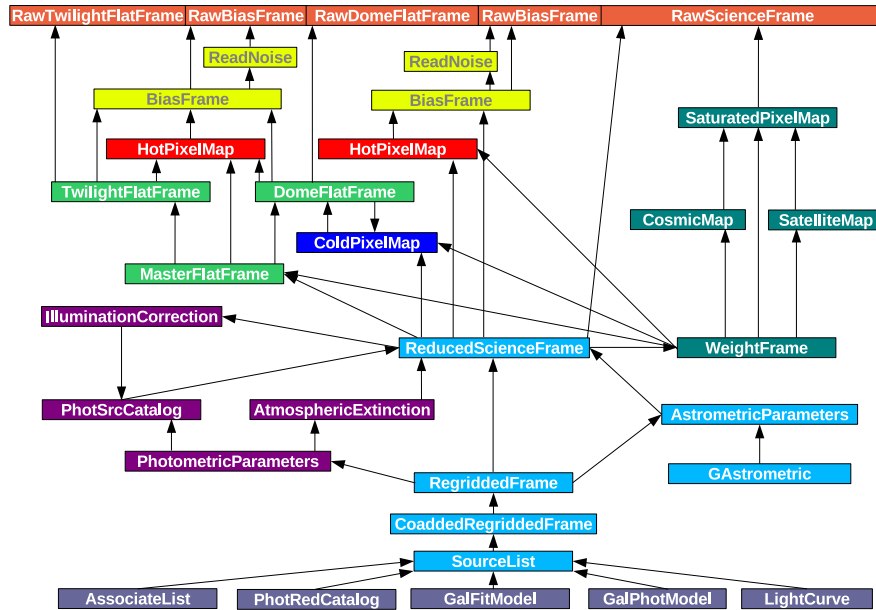 RawTwilightFlatFrame
RawBiasFrame
RawDomeFlatFrame
RawBiasFrame
RawScienceFrame
ReadNoise
ReadNoise
BiasFrame
BiasFrame
SaturatedPixelMap
HotPixelMap
HotPixelMap
TwilightFlatFrame
DomeFlatFrame
CosmicMap
SatelliteMap
ColdPixelMap
MasterFlatFrame
IlluminationCorrection
ReducedScienceFrame
WeightFrame
PhotSrcCatalog
AtmosphericExtinction
AstrometricParameters
PhotometricParameters
RegriddedFrame
GAstrometric
CoaddedRegriddedFrame
SourceList
AssociateList
PhotRedCatalog
GalFitModel
GalPhotModel
LightCurve